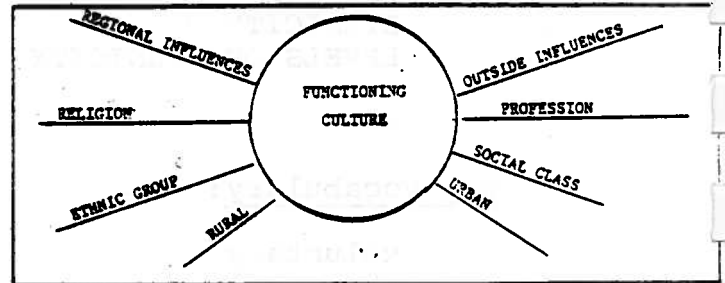 REGIONAL INFLUENCES
RELIGION
ETHNIC GROUP
RURAL
FUNCTIONING
CULTURE
OUTSIDE INFLUENCES
PROFESSION
SOCIAL CLASS
URBAN